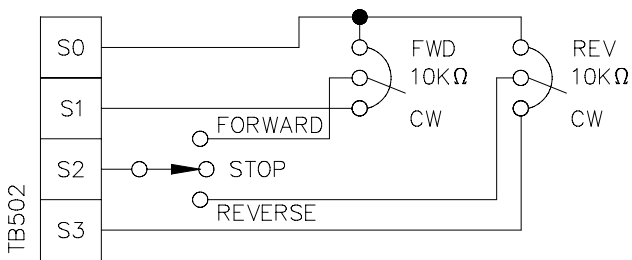 S0
FWD
REV
10KΩ
10KΩ
S1
CW
CW
FORWARD
S2
STOP
REVERSE
S3
TB502